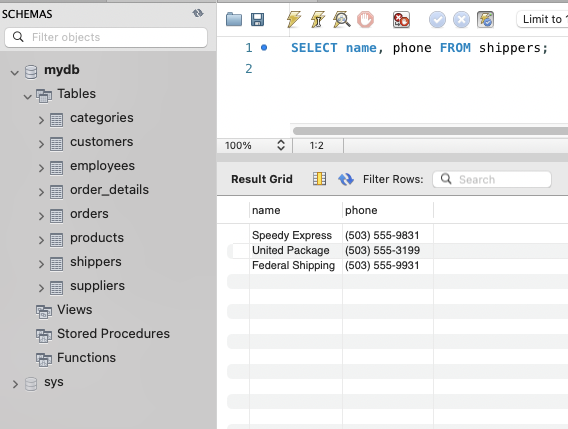 SCHEMAS
Filter objects
mydb
Tables
categories
customers
employees
order_details
orders
products
shippers
suppliers
Views
Stored Procedures
Functions
sys
Limit to 1
1 SELECT name, phone FROM shippers;
2
100% 1:2
Result Grid Filter Rows: Search
name phone
Speedy Express (503) 555-9831
United Package (503) 555-3199
Federal Shipping (503) 555-9931